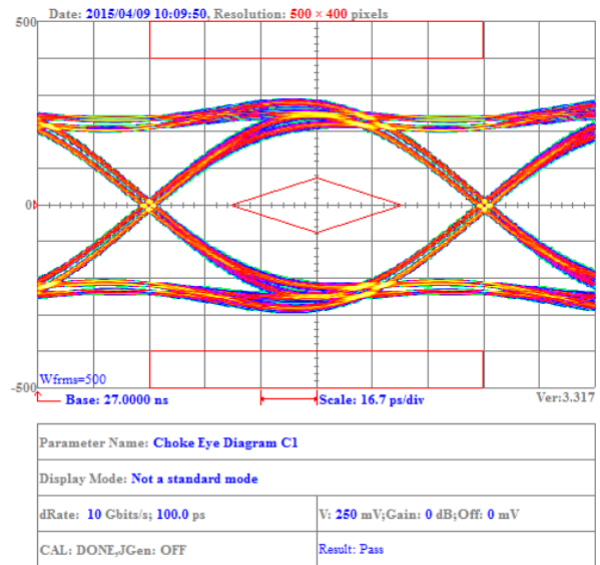 Date: 2015/04/09 10:09:50, Resolution: 500 × 400 pixels
500
0
-500
Wfrms=500
Base: 27.0000 ns
Scale: 16.7 ps/div
Ver:3.317
Parameter Name: Choke Eye Diagram C1
Display Mode: Not a standard mode
dRate: 10 Gbits/s; 100.0 ps
V: 250 mV;Gain: 0 dB;Off: 0 mV
CAL: DONE,JGen: OFF
Result: Pass